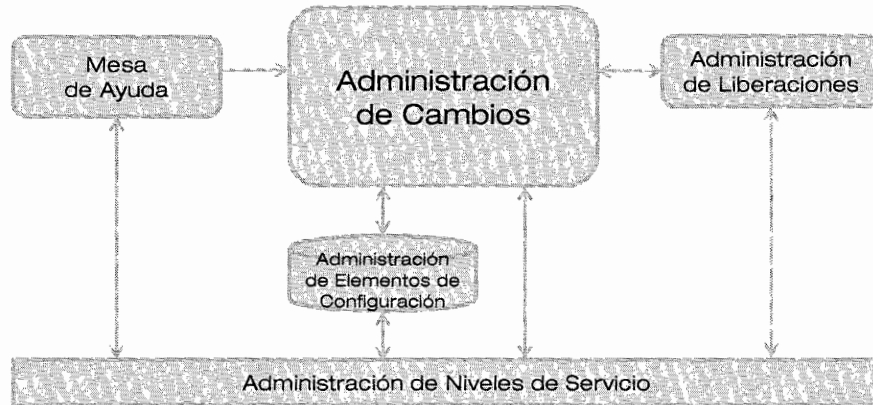 Mesa
de Ayuda
Administración
de Cambios
Administración
de Liberaciones
Administración
de Elementos de
Configuración
Administración de Niveles de Servicio